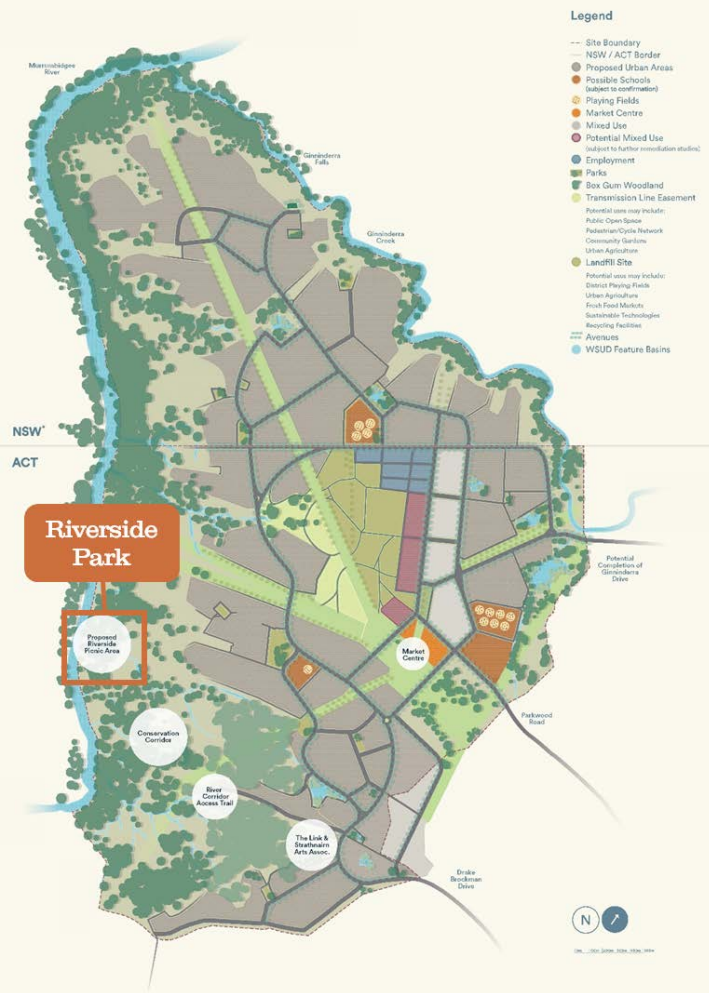 Legend
Site Boundary
NSW / ACT Border
Proposed Urban Areas
Possible Schools
(subject to confirmation)
Playing Fields
Market Centre
Mixed Use
Potential Mixed Use
(subject to further remediation studies)
Employment
Parks
Box Gum Woodland
Transmission Line Easement
Potential uses may include:
Public Open Space
Pedestrian/Cycle Network
Community Gardens
Urban Agriculture
Landfill Site
Potential uses may include:
District Playing Fields
Urban Agriculture
Fresh Food Markets
Sustainable Technologies
Recycling Facilities
Avenues
WSUD Feature Basins
Murrumbidgee
River
Ginninderra
Falls
Ginninderra
Creek
NSW*
ACT
Riverside
Park
Potential
Completion of
Ginninderra
Drive
Proposed
Riverside
Picnic Area
Market
Centre
Parkwood
Road
Conservation
Corridor
River
Corridor
Access Trail
The Link &
Strathnairn
Arts Assoc.
Drake
Brockman
Drive
N